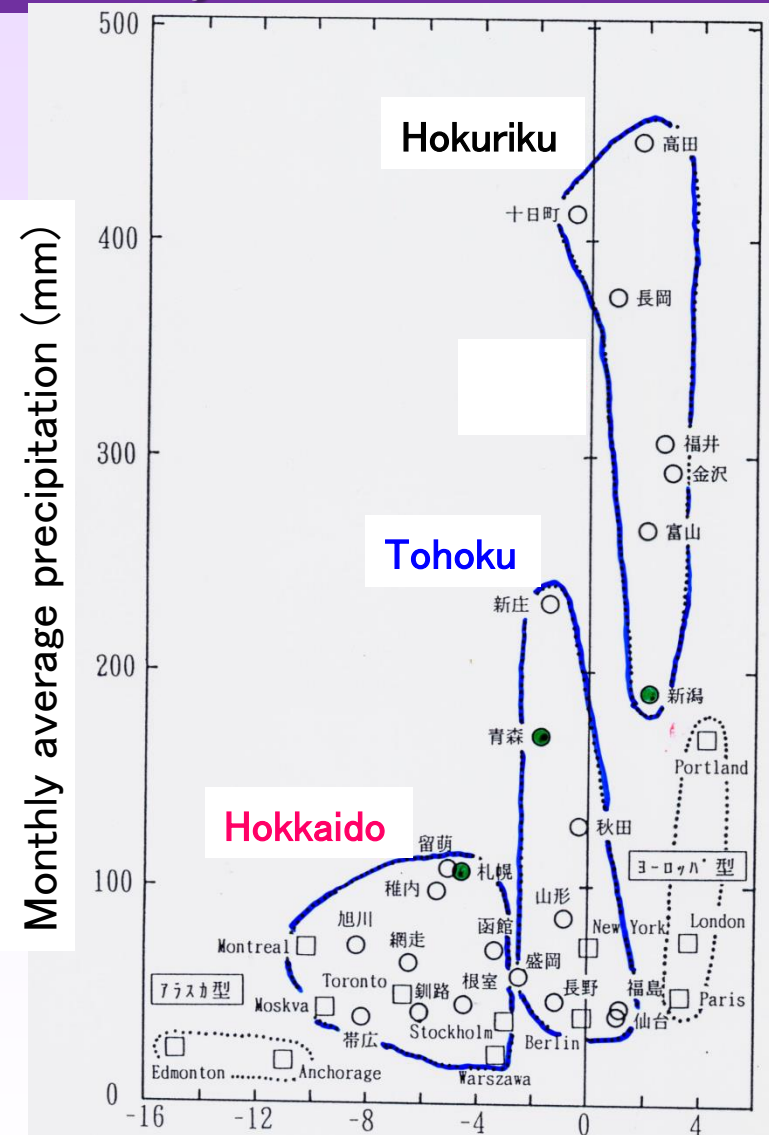 500
Hokuriku
高田
十日町
400
長岡
300
福井
金沢
富山
Tohoku
新庄
200
新潟
青森
Portland
Hokkaido
秋田
留萌
札幌
ヨーロッパ型
100
稚内
山形
旭川
函館
New York
London
Montreal
網走
盛岡
アラスカ型
Toronto
釧路
根室
長野
福島
Paris
Moskva
Stockholm
仙台
帯広
Berlin
Edmonton
Anchorage
Warszawa
0
-16
-12
-8
-4
0
4
Monthly average precipitation (mm)